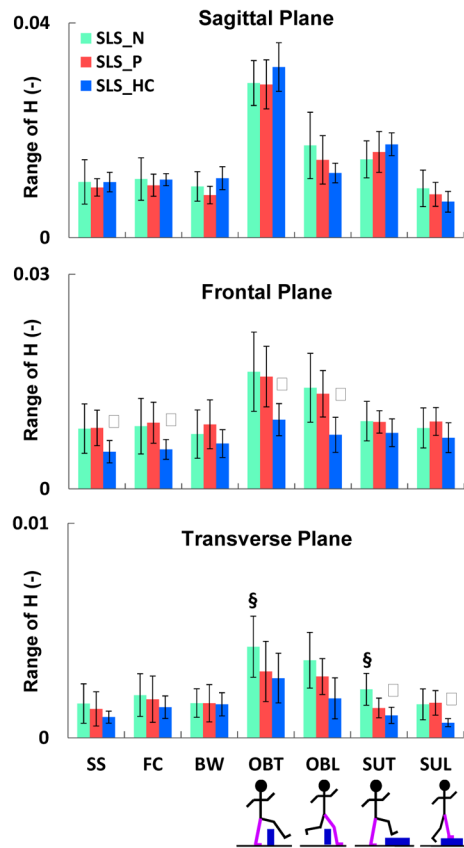 Sagittal Plane
0.04
SLS_N
SLS_P
SLS_HC
Range of H (-)
0
0.03
Frontal Plane
Range of H (-)
0
0.01
Transverse Plane
Range of H (-)
§
§
0
SS FC BW OBT OBL SUT SUL